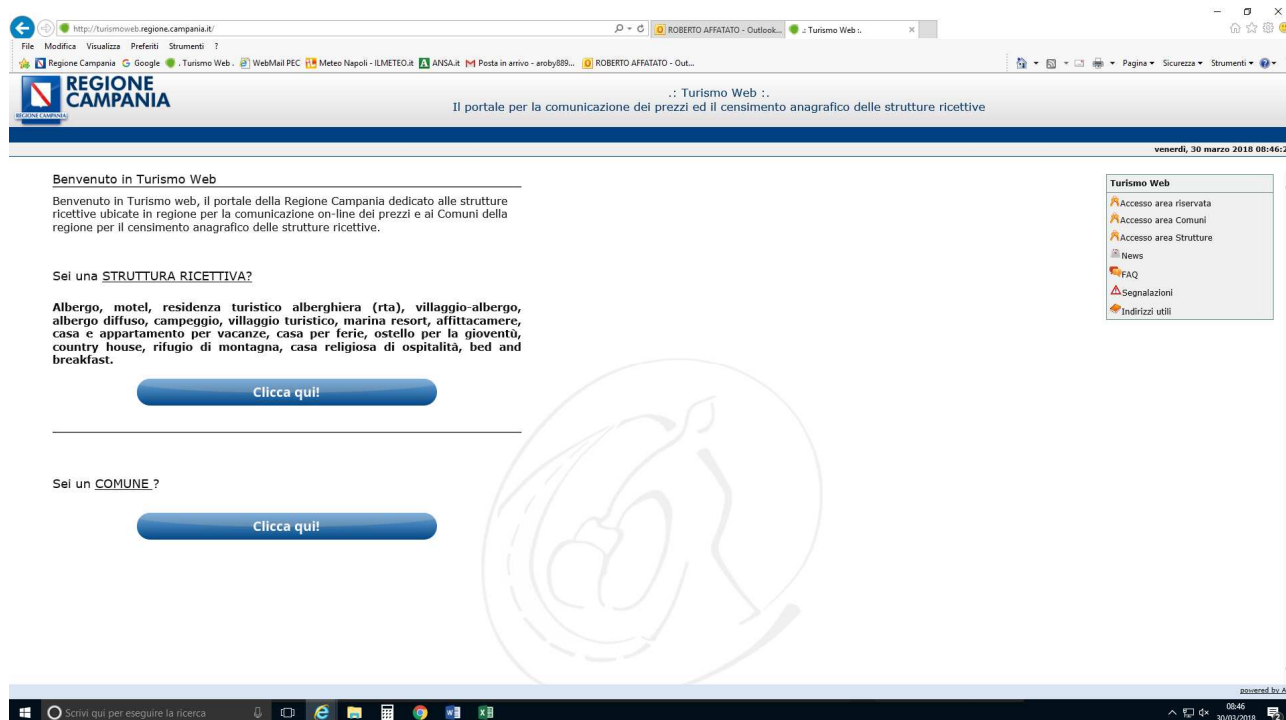 http://turismoweb.regione.campania.it/
ROBERTO AFFATATO - Outlook...
.: Turismo Web :.
File Modifica Visualizza Preferiti Strumenti ?
Regione Campania Google . Turismo Web . WebMail PEC Meteo Napoli - ILMETEO.it ANSA.it Posta in arrivo - aroby889... ROBERTO AFFATATO - Out...
Pagina Sicurezza Strumenti
REGIONE
CAMPANIA
REGIONE CAMPANIA
.: Turismo Web :.
Il portale per la comunicazione dei prezzi ed il censimento anagrafico delle strutture ricettive
venerdì, 30 marzo 2018 08:46:2
Benvenuto in Turismo Web
Benvenuto in Turismo web, il portale della Regione Campania dedicato alle strutture
ricettive ubicate in regione per la comunicazione on-line dei prezzi e ai Comuni della
regione per il censimento anagrafico delle strutture ricettive.
Sei una STRUTTURA RICETTIVA?
Albergo, motel, residenza turistico alberghiera (rta), villaggio-albergo,
albergo diffuso, campeggio, villaggio turistico, marina resort, affittacamere,
casa e appartamento per vacanze, casa per ferie, ostello per la gioventù,
country house, rifugio di montagna, casa religiosa di ospitalità, bed and
breakfast.
Clicca qui!
Sei un COMUNE ?
Clicca qui!
Turismo Web
Accesso area riservata
Accesso area Comuni
Accesso area Strutture
News
FAQ
Segnalazioni
Indirizzi utili
powered by A
Scrivi qui per eseguire la ricerca
08:46
30/03/2018